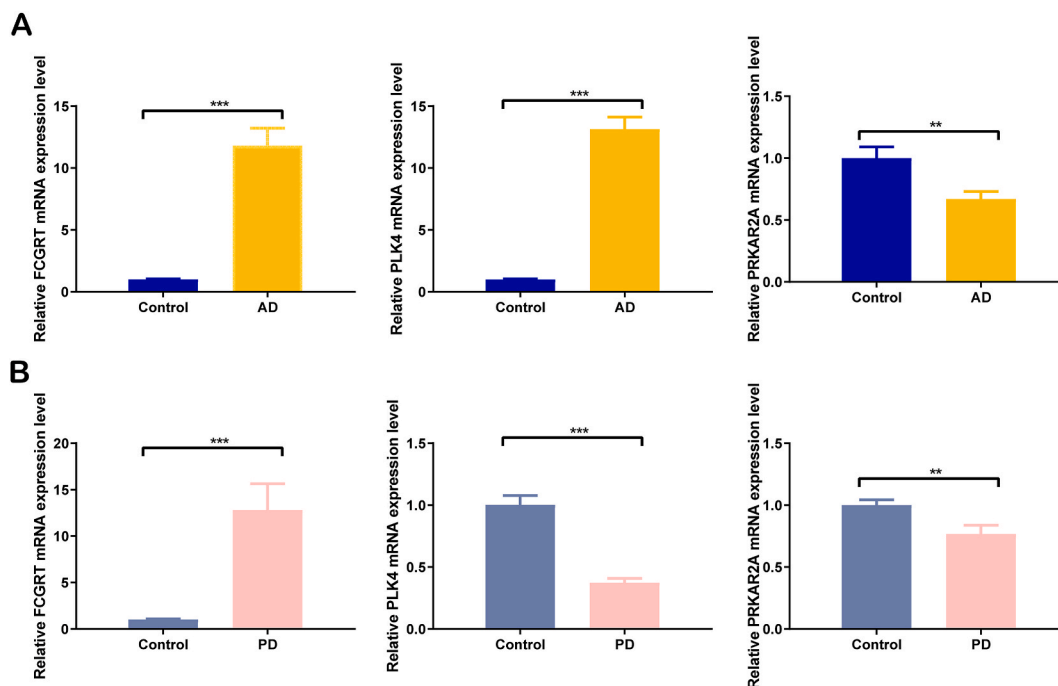 A
Relative FCGRT mRNA expression level
15
10
5
0
***
Control
AD
Relative PLK4 mRNA expression level
15
10
5
0
***
Control
AD
Relative PRKAR2A mRNA expression level
1.5
1.0
0.5
0.0
**
Control
AD
B
Relative FCGRT mRNA expression level
20
15
10
5
0
***
Control
PD
Relative PLK4 mRNA expression level
1.5
1.0
0.5
0.0
***
Control
PD
Relative PRKAR2A mRNA expression level
1.5
1.0
0.5
0.0
**
Control
PD